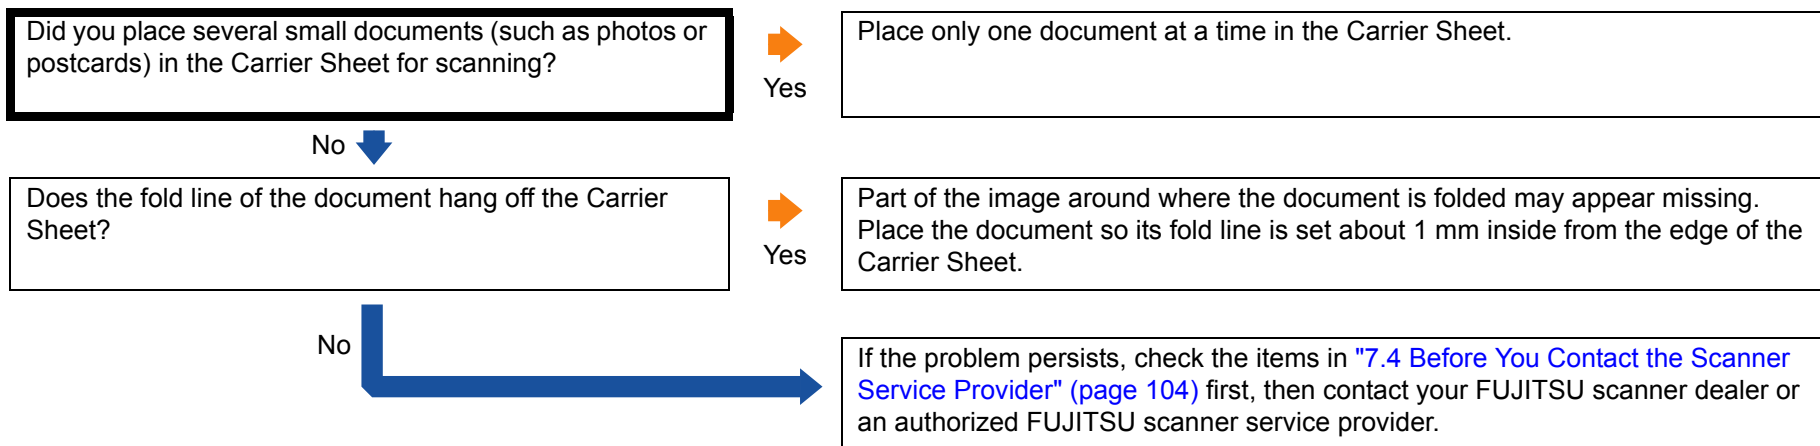 Did you place several small documents (such as photos or
postcards) in the Carrier Sheet for scanning?
Yes
Place only one document at a time in the Carrier Sheet.
No
Does the fold line of the document hang off the Carrier
Sheet?
Yes
Part of the image around where the document is folded may appear missing.
Place the document so its fold line is set about 1 mm inside from the edge of the
Carrier Sheet.
No
If the problem persists, check the items in "7.4 Before You Contact the Scanner
Service Provider" (page 104) first, then contact your FUJITSU scanner dealer or
an authorized FUJITSU scanner service provider.